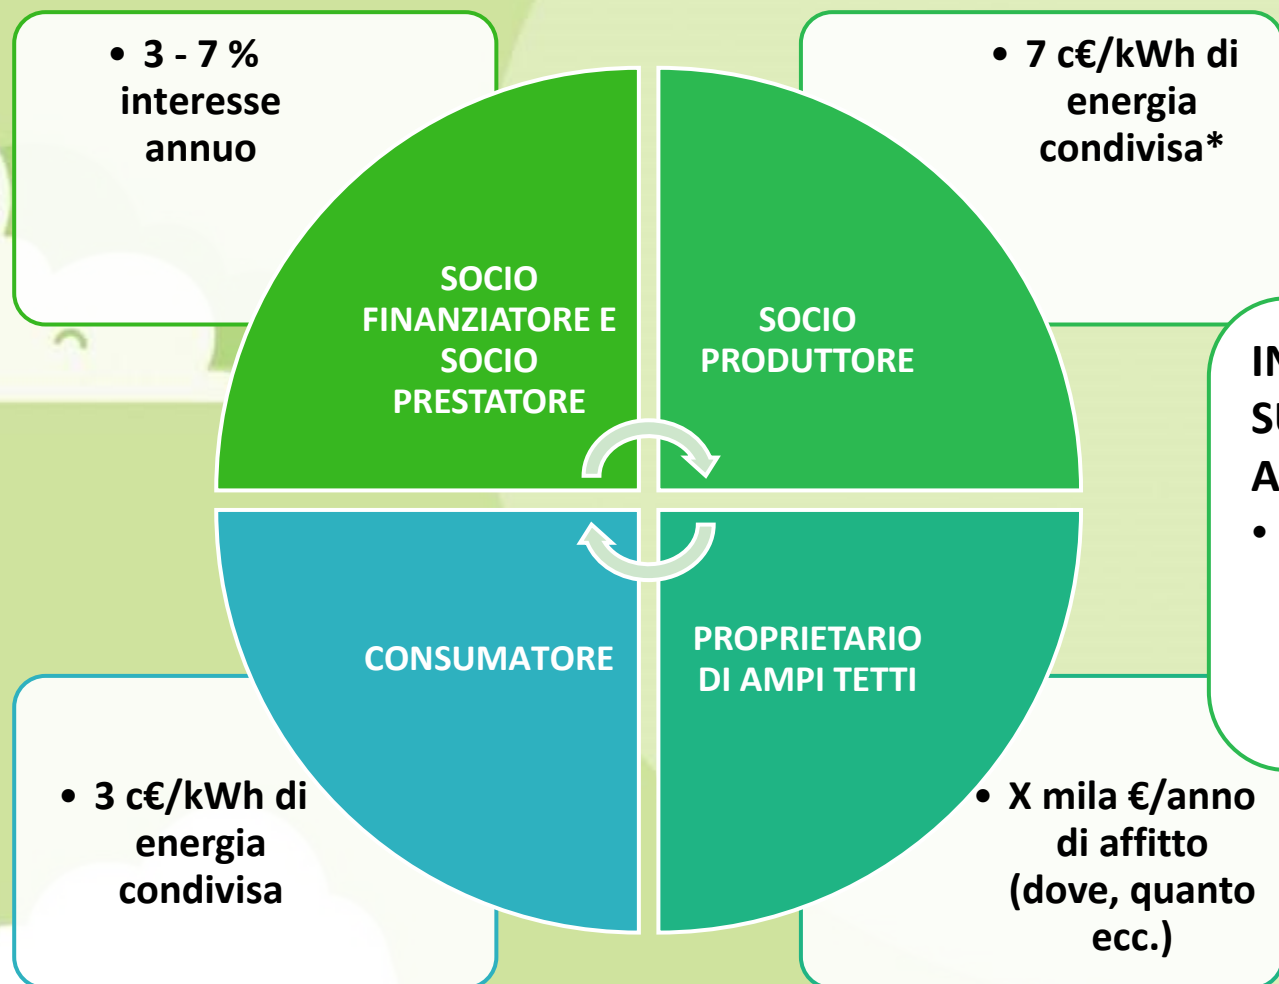 • 3 - 7 %
interesse
annuo
• 7 c€/kWh di
energia
condivisa*
SOCIO
FINANZIATORE E
SOCIO
PRESTATORE
SOCIO
PRODUTTORE
CONSUMATORE
PROPRIETARIO
DI AMPI TETTI
• 3 c€/kWh di
energia
condivisa
• X mila €/anno
di affitto
(dove, quanto
ecc.)